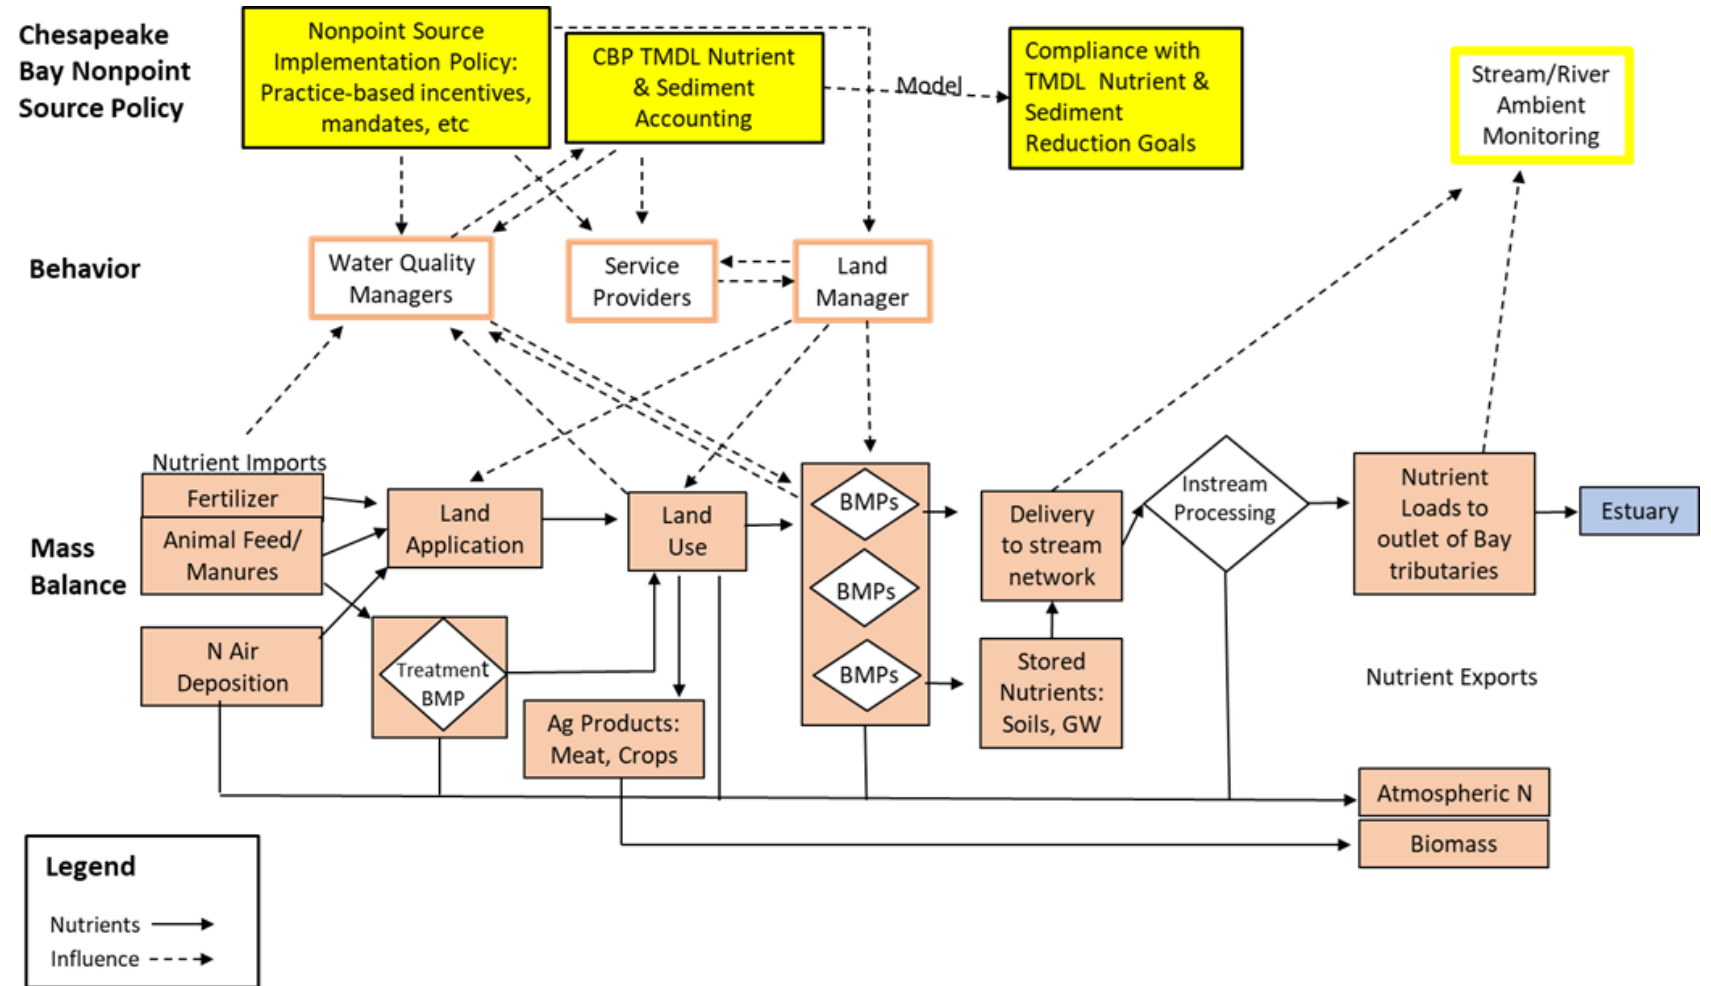 Chesapeake
Bay Nonpoint
Source Policy
Nonpoint Source
Implementation Policy:
Practice-based incentives,
mandates, etc
CBP TMDL Nutrient
& Sediment
Accounting
Model
Compliance with
TMDL Nutrient &
Sediment
Reduction Goals
Stream/River
Ambient
Monitoring
Behavior
Water Quality
Managers
Service
Providers
Land
Manager
Mass
Balance
Nutrient Imports
Fertilizer
Animal Feed/
Manures
N Air
Deposition
Land
Application
Treatment
BMP
Land
Use
Ag Products:
Meat, Crops
BMPs
BMPs
BMPs
Delivery
to stream
network
Stored
Nutrients:
Soils, GW
Instream
Processing
Nutrient
Loads to
outlet of Bay
tributaries
Estuary
Nutrient Exports
Atmospheric N
Biomass
Legend
Nutrients
Influence